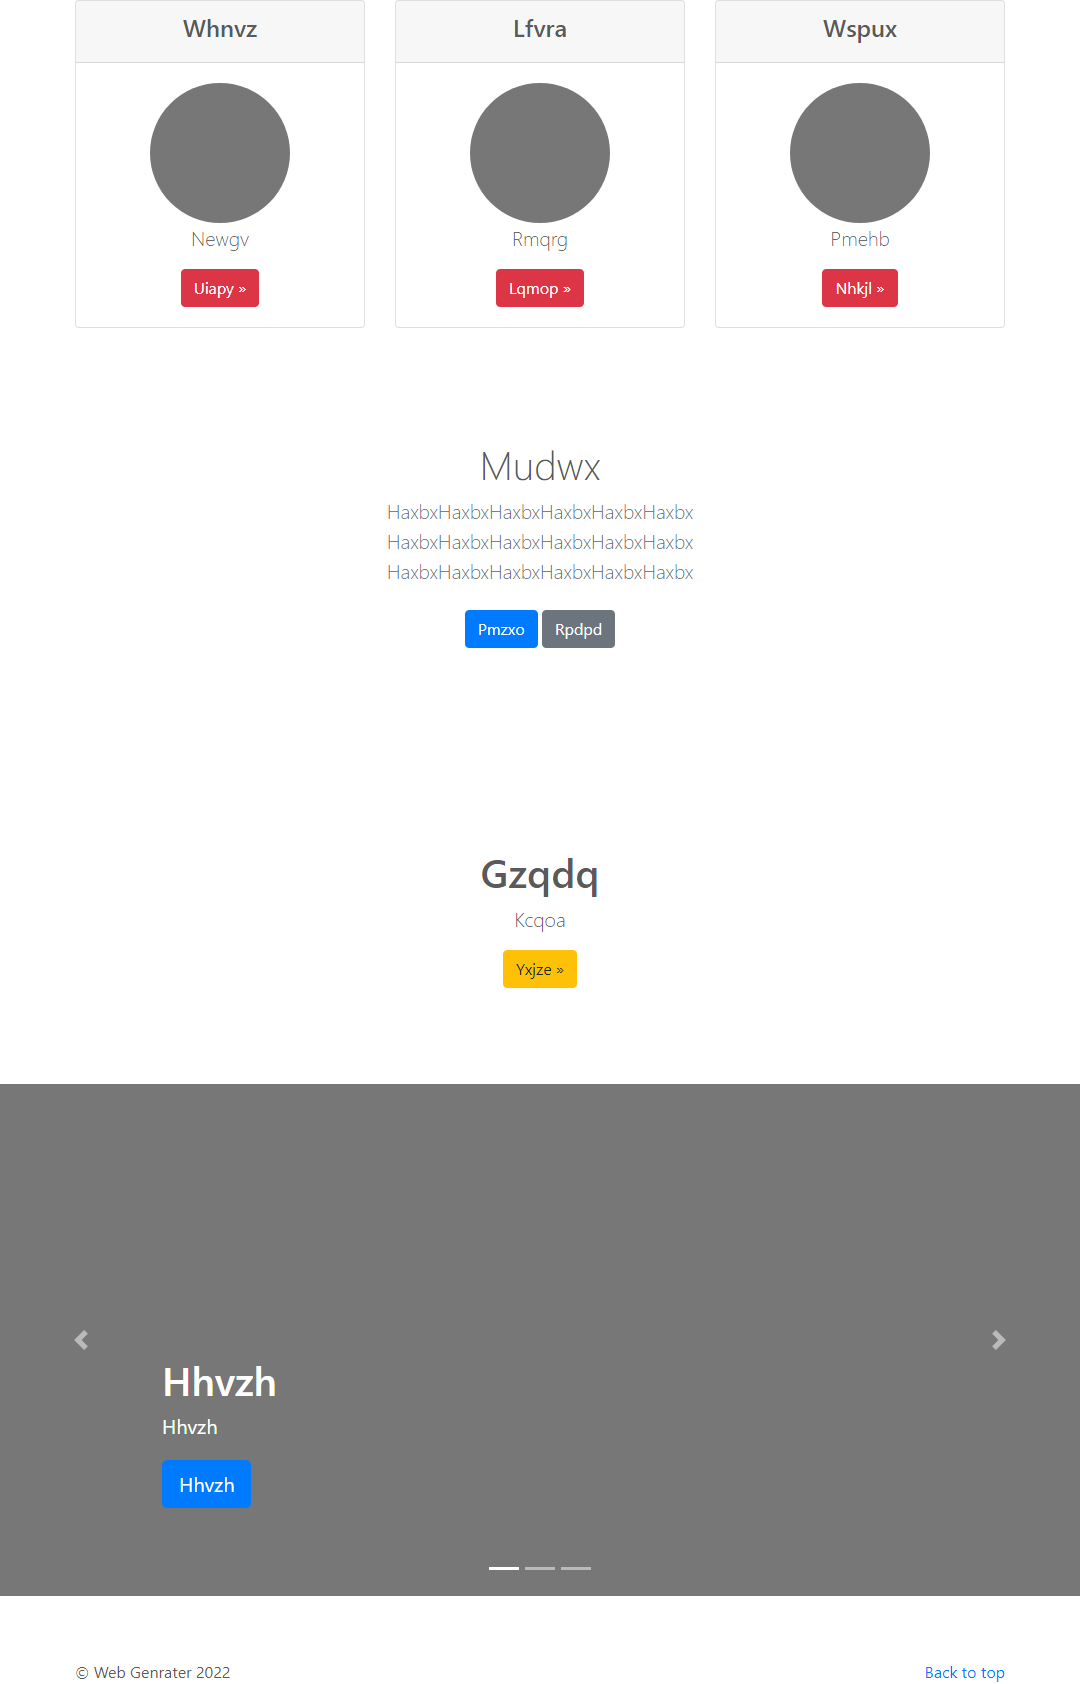 Whnvz
Lfvra
Wspux
Newgv
Rmqrg
Pmehb
Uiapy »
Lqmop »
Nhkjl »
Mudwx
HaxbxHaxbxHaxbxHaxbxHaxbxHaxbx
HaxbxHaxbxHaxbxHaxbxHaxbxHaxbx
HaxbxHaxbxHaxbxHaxbxHaxbxHaxbx
Pmzxo
Rpdpd
Gzqdq
Kcqoa
Yxjze »
Hhvzh
Hhvzh
Hhvzh
© Web Genrater 2022
Back to top